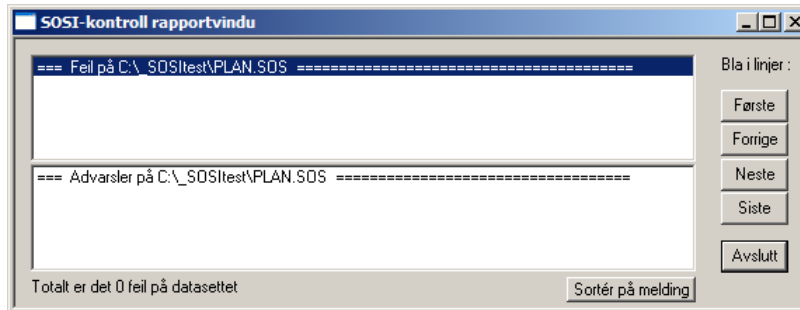 SOSI-kontroll rapportvindu
=== Feil på C:\_SOSItest\PLAN.SOS ========================================
Bla i linjer :
Første
Forrige
=== Advarsler på C:\_SOSItest\PLAN.SOS ===================================
Neste
Siste
Avslutt
Totalt er det 0 feil på datasettet
Sortér på melding